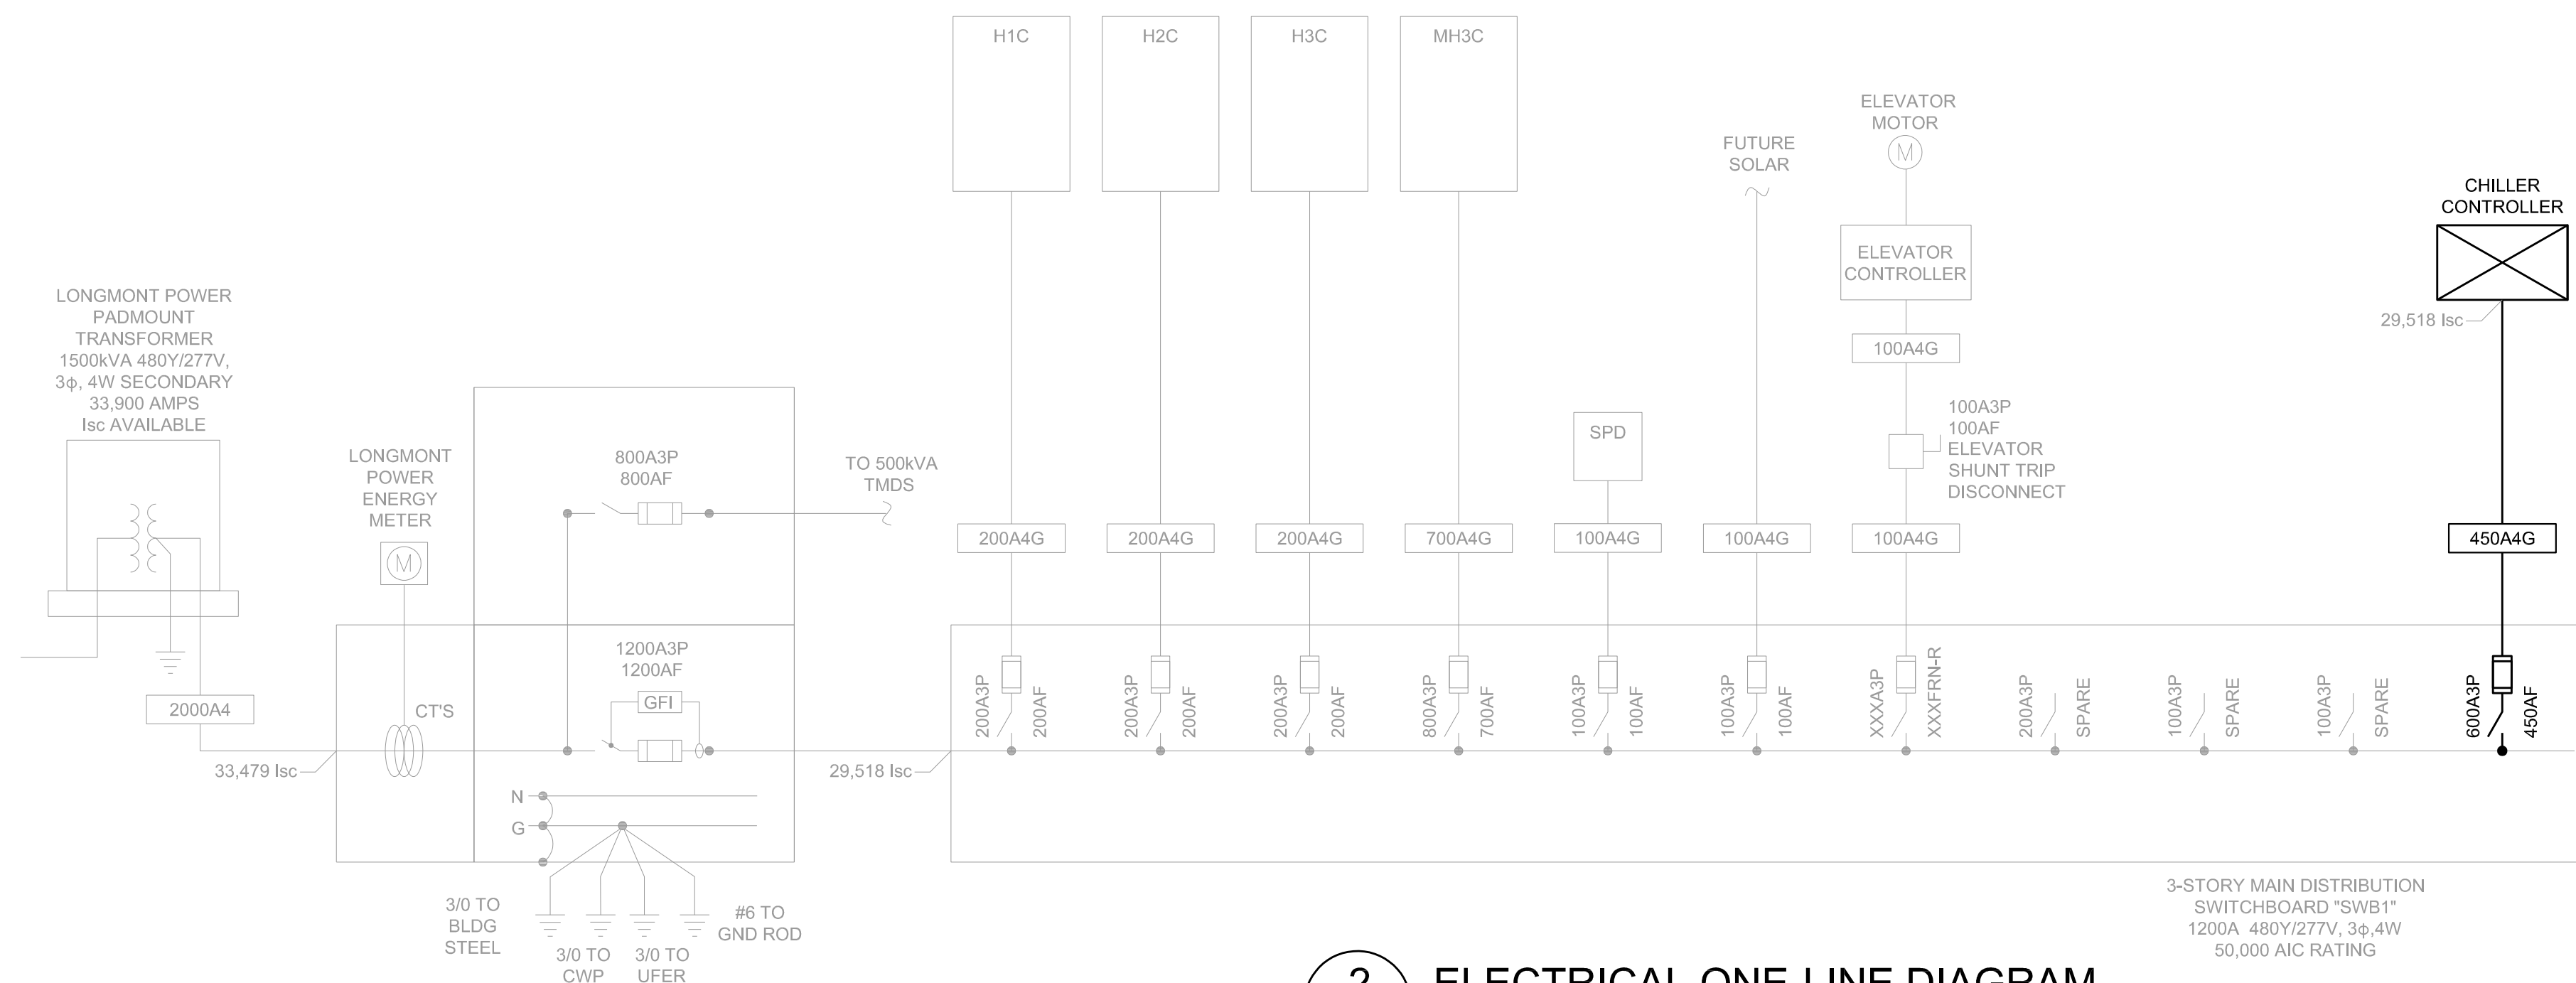 H1C
H2C
H3C
MH3C
ELEVATOR
MOTOR
M
FUTURE
SOLAR
CHILLER
CONTROLLER
ELEVATOR
CONTROLLER
29,518 Isc
100A4G
LONGMONT POWER
PADMOUNT
TRANSFORMER
1500kVA 480Y/277V,
3ϕ, 4W SECONDARY
33,900 AMPS
Isc AVAILABLE
100A3P
100AF
ELEVATOR
SHUNT TRIP
DISCONNECT
SPD
LONGMONT
POWER
ENERGY
METER
M
800A3P
800AF
TO 500kVA
TMDS
200A4G
200A4G
200A4G
700A4G
100A4G
100A4G
100A4G
450A4G
1200A3P
1200AF
GFI
2000A4
CT'S
33,479 Isc
29,518 Isc
200A3P
200AF
200A3P
200AF
200A3P
200AF
800A3P
700AF
100A3P
100AF
100A3P
100AF
XXXA3P
XXXFRN-R
200A3P
SPARE
100A3P
SPARE
100A3P
SPARE
600A3P
450AF
N
G
3/0 TO
BLDG
STEEL
3/0 TO
CWP
3/0 TO
UFER
#6 TO
GND ROD
3-STORY MAIN DISTRIBUTION
SWITCHBOARD "SWB1"
1200A 480Y/277V, 3ϕ,4W
50,000 AIC RATING
2
ELECTRICAL ONE-LINE DIAGRAM